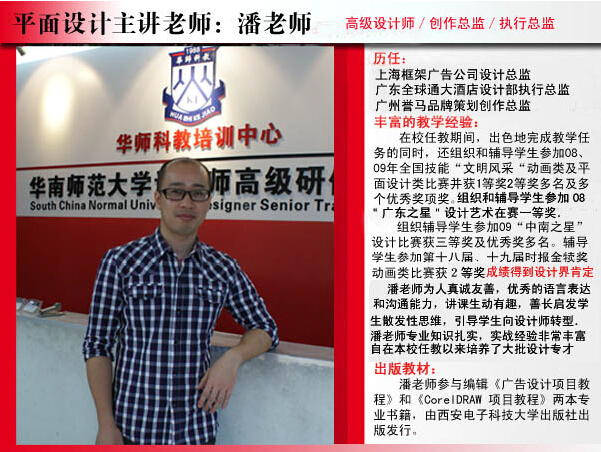 平面设计主讲老师：潘老师
高级设计师/创作总监/执行总监
1988
华师科教
HUA SHI KE JIAO
华师科教培训中心
华南师范大学
师高级研修
South China Normal Univ
esigner Senior Tra
历任：
上海框架广告公司设计总监
广东全球通大酒店设计部执行总监
广州誉马品牌策划创作总监
丰富的教学经验：
在校任教期间，出色地完成教学任
务的同时，还组织和辅导学生参加08、
09年全国技能“文明风采“动画类及平
面设计类比赛并获1等奖2等奖多名及多
个优秀奖项奖。组织和辅导学生参加 08
"广东之星"设计艺术在赛一等奖.
组织辅导学生参加09“中南之星”
设计比赛获三等奖及优秀奖多名。辅导
学生参加第十八届、十九届时报金犊奖
动画类比赛获 2 等奖成绩得到设计界肯定
潘老师为人真诚友善，优秀的语言表达
和沟通能力，讲课生动有趣，善长启发学
生散发性思维，引导学生向设计师转型.
潘老师专业知识扎实，实战经验非常丰富
自在本校任教以来培养了大批设计专才
出版教材：
潘老师参与编辑《广告设计项目教
程》和《CorelDRAW 项目教程》两本专
业书籍，由西安电子科技大学出版社出
版发行。